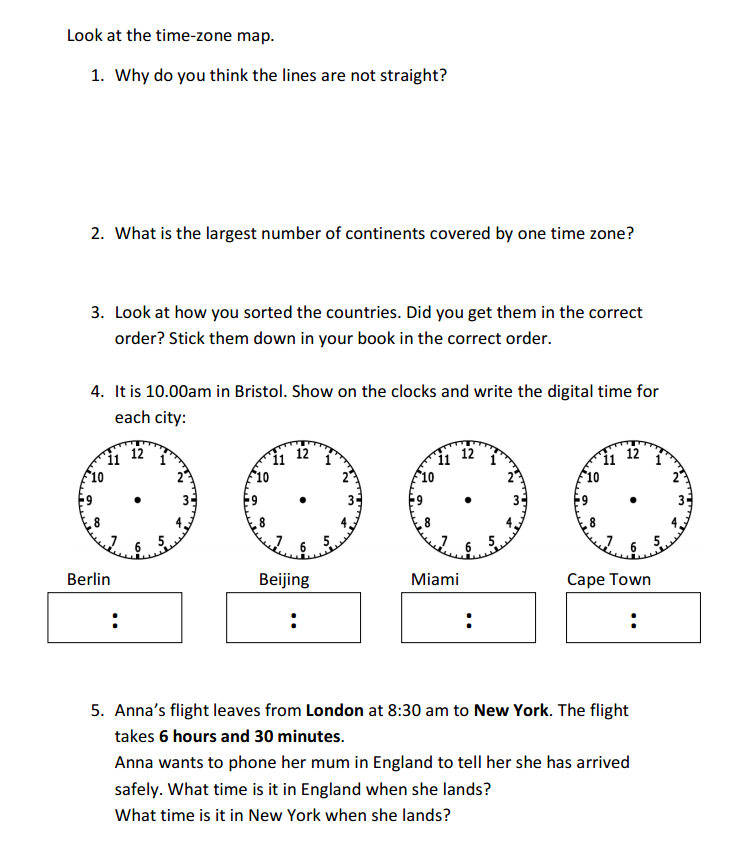 Look at the time-zone map.
1. Why do you think the lines are not straight?
2. What is the largest number of continents covered by one time zone?
3. Look at how you sorted the countries. Did you get them in the correct
order? Stick them down in your book in the correct order.
4. It is 10.00am in Bristol. Show on the clocks and write the digital time for
each city:
12 1 2 3 4 5 6 7 8 9 10 11
12 1 2 3 4 5 6 7 8 9 10 11
12 1 2 3 4 5 6 7 8 9 10 11
12 1 2 3 4 5 6 7 8 9 10 11
Berlin Beijing Miami Cape Town
: : : :
5. Anna’s flight leaves from London at 8:30 am to New York. The flight
takes 6 hours and 30 minutes.
Anna wants to phone her mum in England to tell her she has arrived
safely. What time is it in England when she lands?
What time is it in New York when she lands?